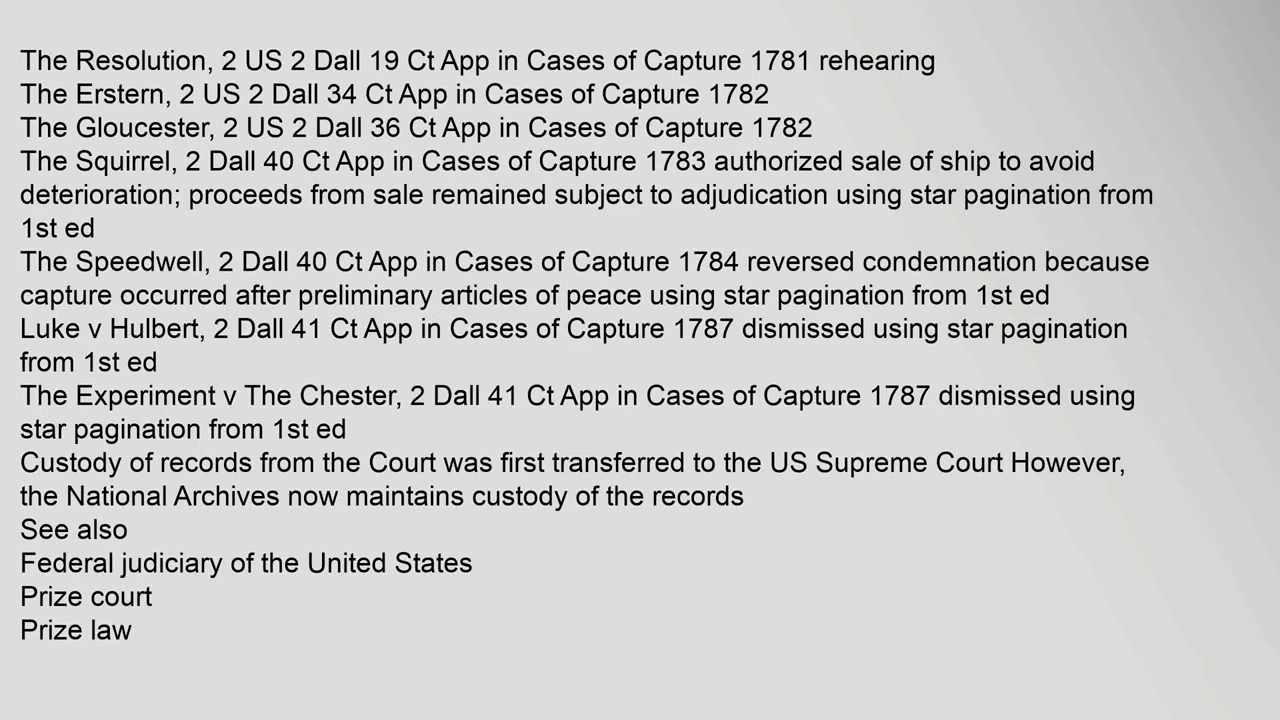 The Resolution, 2 US 2 Dall 19 Ct App in Cases of Capture 1781 rehearing
The Erstern, 2 US 2 Dall 34 Ct App in Cases of Capture 1782
The Gloucester, 2 US 2 Dall 36 Ct App in Cases of Capture 1782
The Squirrel, 2 Dall 40 Ct App in Cases of Capture 1783 authorized sale of ship to avoid
deterioration; proceeds from sale remained subject to adjudication using star pagination from
1st ed
The Speedwell, 2 Dall 40 Ct App in Cases of Capture 1784 reversed condemnation because
capture occurred after preliminary articles of peace using star pagination from 1st ed
Luke v Hulbert, 2 Dall 41 Ct App in Cases of Capture 1787 dismissed using star pagination
from 1st ed
The Experiment v The Chester, 2 Dall 41 Ct App in Cases of Capture 1787 dismissed using
star pagination from 1st ed
Custody of records from the Court was first transferred to the US Supreme Court However,
the National Archives now maintains custody of the records
See also
Federal judiciary of the United States
Prize court
Prize law